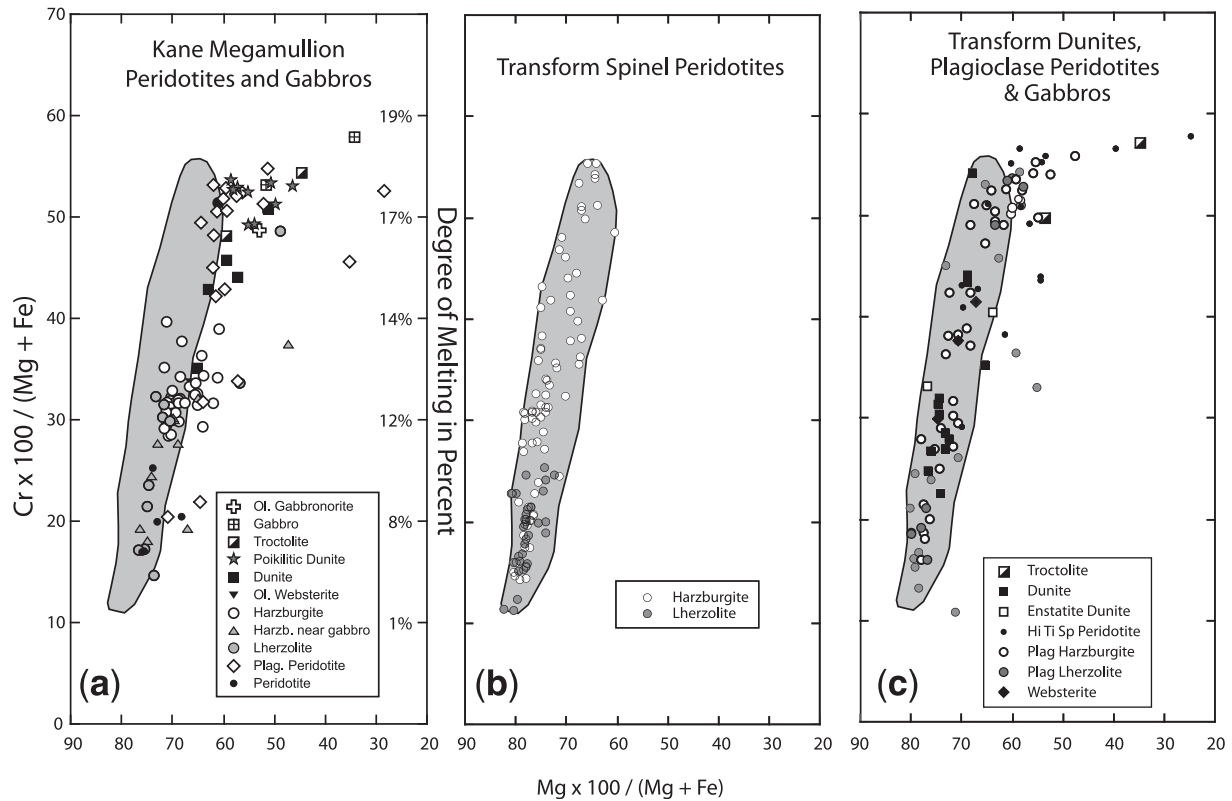 Kane Megamullion
Peridotites and Gabbros
Cr x 100 / (Mg + Fe)
70
60
50
40
30
20
10
0
19%
17%
14%
12%
8%
1%
Degree of Melting in Percent
Ol. Gabbronorite
Gabbro
Troctolite
Poikilitic Dunite
Dunite
Ol. Websterite
Harzburgite
Harzb. near gabbro
Lherzolite
Plag. Peridotite
Peridotite
(a)
90 80 70 60 50 40 30 20
Transform Spinel Peridotites
Harzburgite
Lherzolite
(b)
90 80 70 60 50 40 30 20
Transform Dunites,
Plagioclase Peridotites
& Gabbros
Troctolite
Dunite
Enstatite Dunite
Hi Ti Sp Peridotite
Plag Harzburgite
Plag Lherzolite
Websterite
(c)
90 80 70 60 50 40 30 20
Mg x 100 / (Mg + Fe)